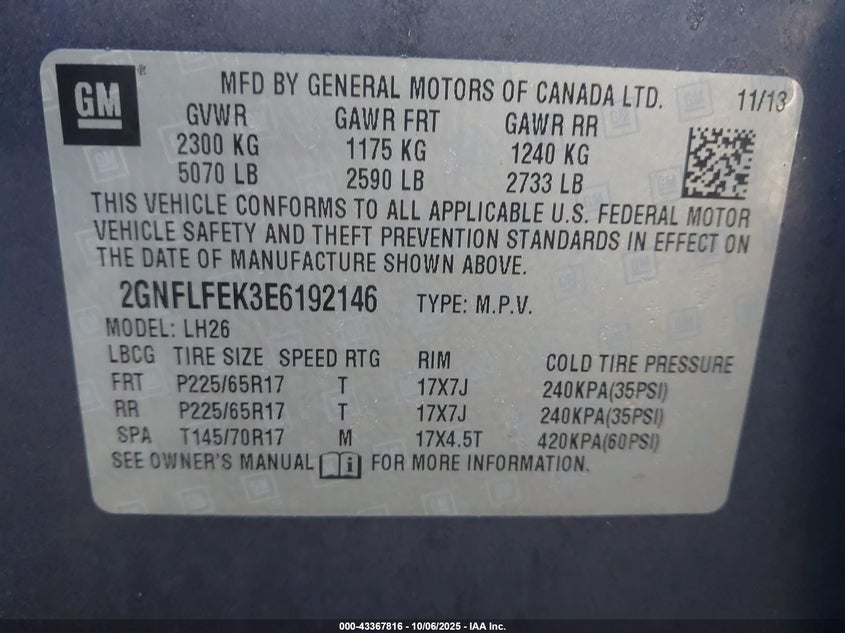 GM ®
MFD BY GENERAL MOTORS OF CANADA LTD. 11/13
GVWR GAWR FRT GAWR RR
2300 KG 1175 KG 1240 KG
5070 LB 2590 LB 2733 LB
THIS VEHICLE CONFORMS TO ALL APPLICABLE U.S. FEDERAL MOTOR
VEHICLE SAFETY AND THEFT PREVENTION STANDARDS IN EFFECT ON
THE DATE OF MANUFACTURE SHOWN ABOVE.
2GNFLFEK3E6192146 TYPE: M.P.V.
MODEL: LH26
LBCG TIRE SIZE SPEED RTG RIM COLD TIRE PRESSURE
FRT P225/65R17 T 17X7J 240KPA(35PSI)
RR P225/65R17 T 17X7J 240KPA(35PSI)
SPA T145/70R17 M 17X4.5T 420KPA(60PSI)
SEE OWNER'S MANUAL FOR MORE INFORMATION.
000-43367816 - 10/06/2025 - IAA Inc.